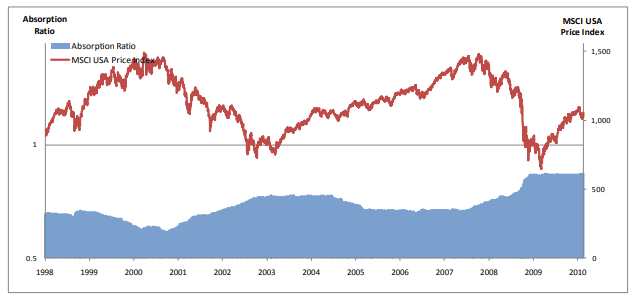 Absorption
Ratio
MSCI USA
Price Index
Absorption Ratio
MSCI USA Price Index
1,500
1,000
1
500
0.5
0
1998 1999 2000 2001 2002 2003 2004 2005 2006 2007 2008 2009 2010